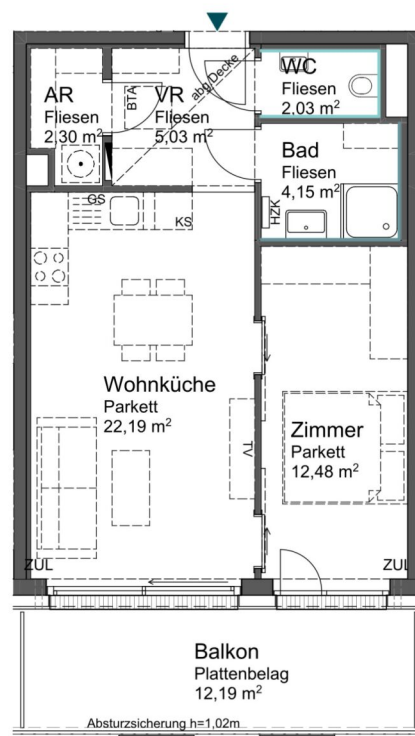 WC
Fliesen
2.03 m²
AR
Fliesen
2.30 m²
BTA
VR
Fliesen
5,03 m²
abg.Decke
Bad
Fliesen
4,15 m²
HZK
GS
KS
Wohnküche
Parkett
22,19 m²
TV
Zimmer
Parkett
12,48 m²
ZUL
ZUL
Balkon
Plattenbelag
12,19 m²
Absturzsicherung h=1,02m